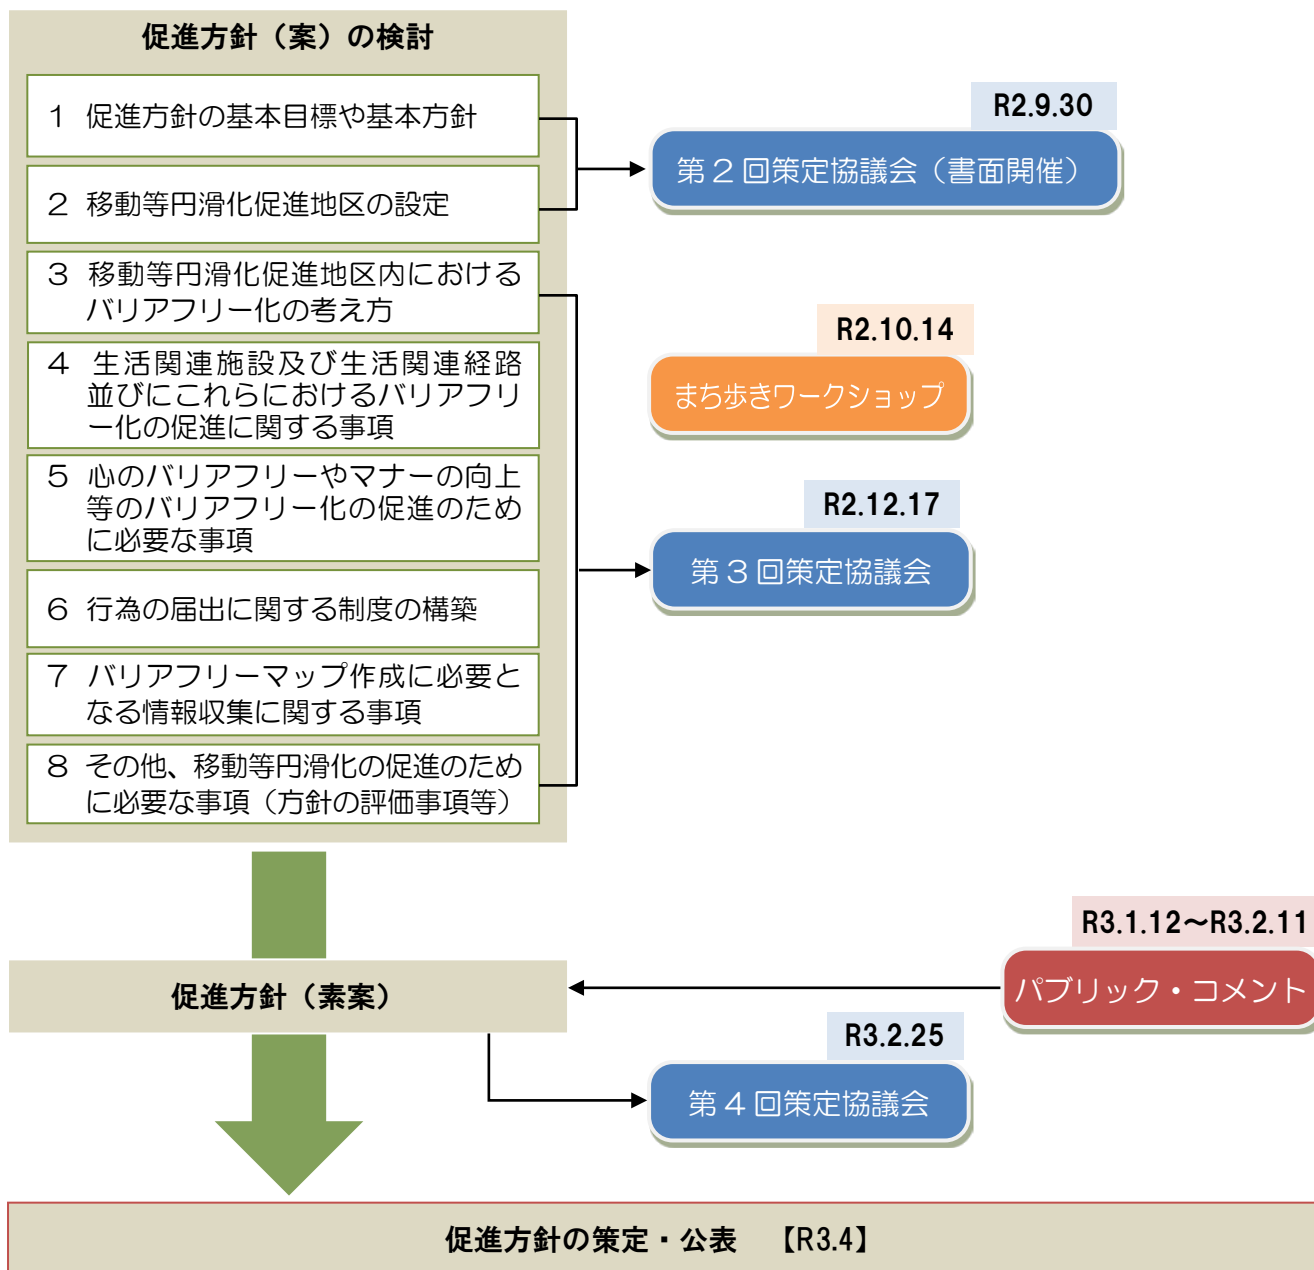 促進方針（案）の検討
1 促進方針の基本目標や基本方針
2 移動等円滑化促進地区の設定
3 移動等円滑化促進地区内における
バリアフリー化の考え方
4 生活関連施設及び生活関連経路
並びにこれらにおけるバリアフリ
ー化の促進に関する事項
5 心のバリアフリーやマナーの向上
等のバリアフリー化の促進のため
に必要な事項
6 行為の届出に関する制度の構築
7 バリアフリーマップ作成に必要と
なる情報収集に関する事項
8 その他、移動等円滑化の促進のため
に必要な事項（方針の評価事項等）
R2.9.30
第2回策定協議会（書面開催）
R2.10.14
まち歩きワークショップ
R2.12.17
第3回策定協議会
R3.1.12～R3.2.11
パブリック・コメント
促進方針（素案）
R3.2.25
第4回策定協議会
促進方針の策定・公表　【R3.4】